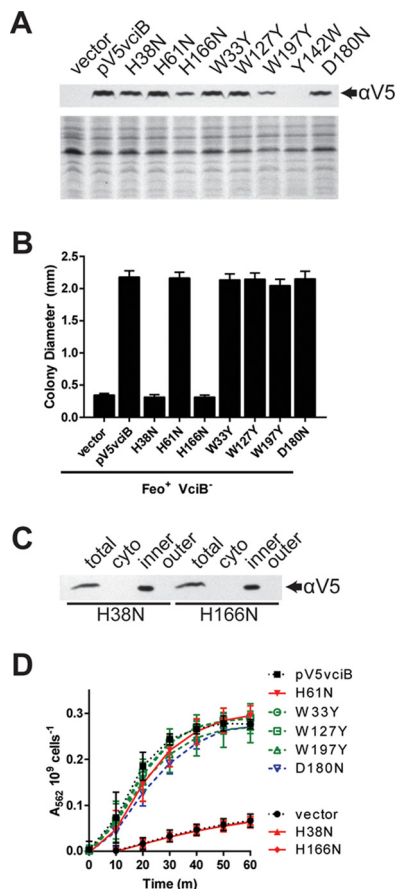 A
vector
pV5vciB
H38N
H61N
H166N
W33Y
W127Y
W197Y
Y142W
D180N
αV5
B
Colony Diameter (mm)
2.5
2.0
1.5
1.0
0.5
0.0
vector
pV5vciB
H38N
H61N
H166N
W33Y
W127Y
W197Y
D180N
Feo⁺ VciB⁻
C
total
cyto
inner
outer
total
cyto
inner
outer
αV5
H38N
H166N
D
A₅₆₂ 10⁹ cells⁻¹
0.3
0.2
0.1
0.0
0 10 20 30 40 50 60
Time (m)
pV5vciB
H61N
W33Y
W127Y
W197Y
D180N
vector
H38N
H166N